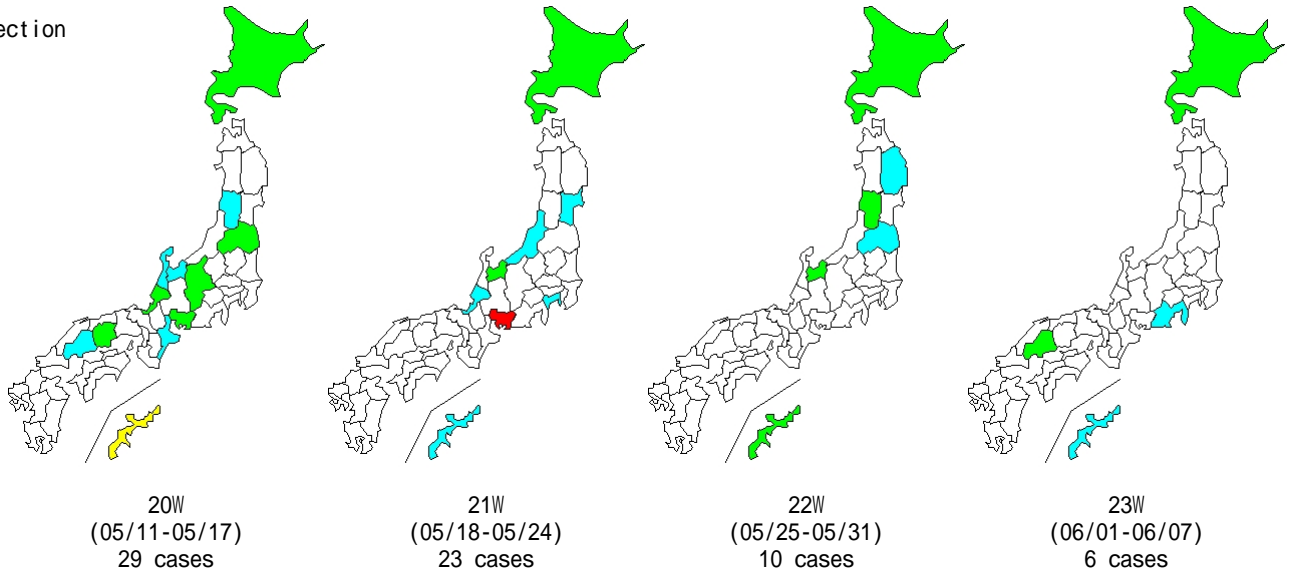 ection
20W
(05/11-05/17)
29 cases
21W
(05/18-05/24)
23 cases
22W
(05/25-05/31)
10 cases
23W
(06/01-06/07)
6 cases